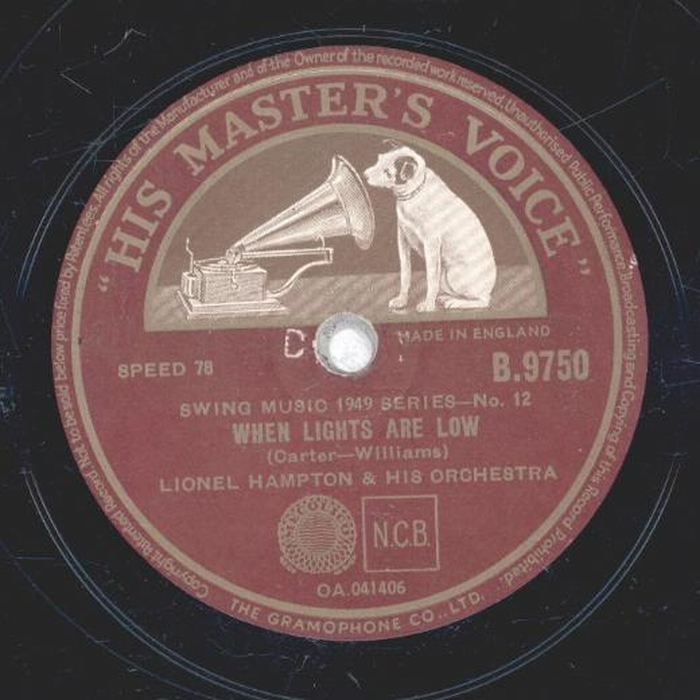 Copyright Patented Record. Not to be sold below price fixed by Patentees. All rights of the Manufacturer and of the Owner of the recorded work reserved. Unauthorised Public Performance, Broadcasting and Copying of this Record Prohibited.
"HIS MASTER'S VOICE"
MADE IN ENGLAND
SPEED 78
B.9750
SWING MUSIC 1949 SERIES—No. 12
WHEN LIGHTS ARE LOW
(Carter—Williams)
LIONEL HAMPTON & HIS ORCHESTRA
N.C.B.
OA.041406
THE GRAMOPHONE CO., LTD.